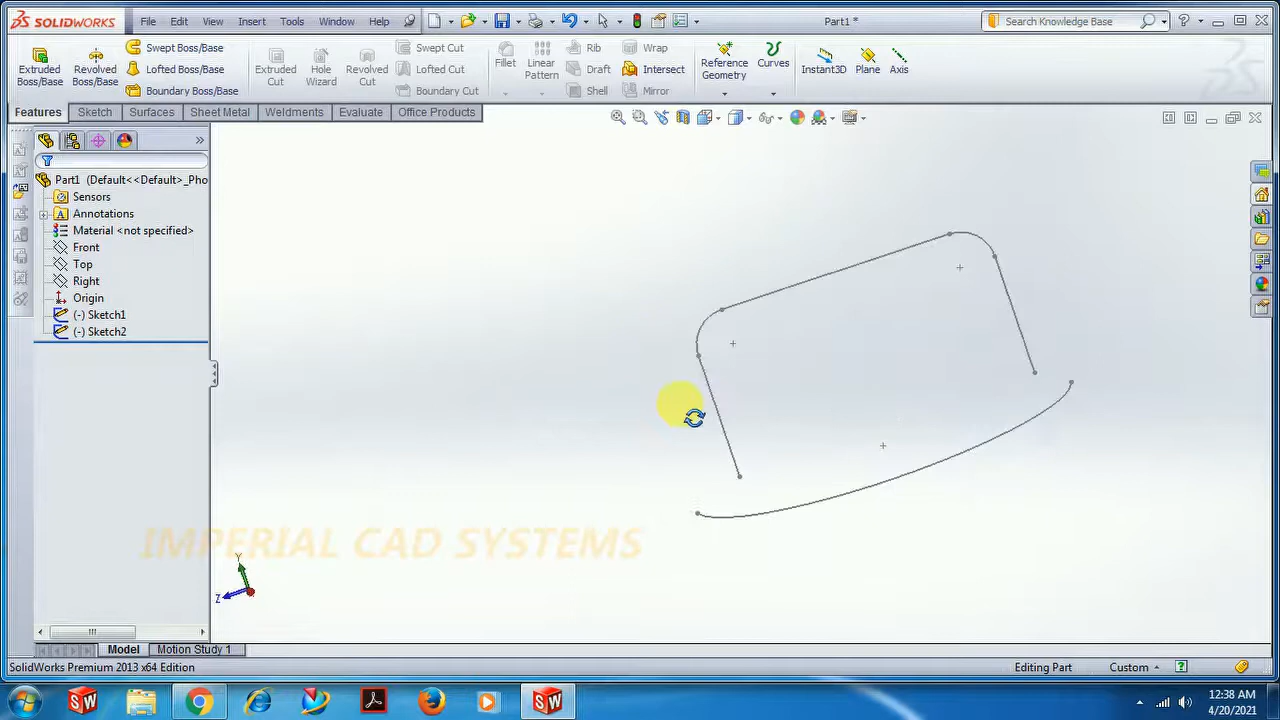 SOLIDWORKS File Edit View Insert Tools Window Help Part1 * Search Knowledge Base
Extruded Boss/Base
Revolved Boss/Base
Swept Boss/Base
Lofted Boss/Base
Boundary Boss/Base
Extruded Cut
Hole Wizard
Revolved Cut
Swept Cut
Lofted Cut
Boundary Cut
Fillet
Linear Pattern
Rib
Draft
Shell
Wrap
Intersect
Mirror
Reference Geometry
Curves
Instant3D
Plane
Axis
Features Sketch Surfaces Sheet Metal Weldments Evaluate Office Products
Part1 (Default<<Default>_Pho
Sensors
Annotations
Material <not specified>
Front
Top
Right
Origin
(-) Sketch1
(-) Sketch2
IMPERIAL CAD SYSTEMS
Y
Z
Model Motion Study 1
SolidWorks Premium 2013 x64 Edition Editing Part Custom
12:38 AM
4/20/2021